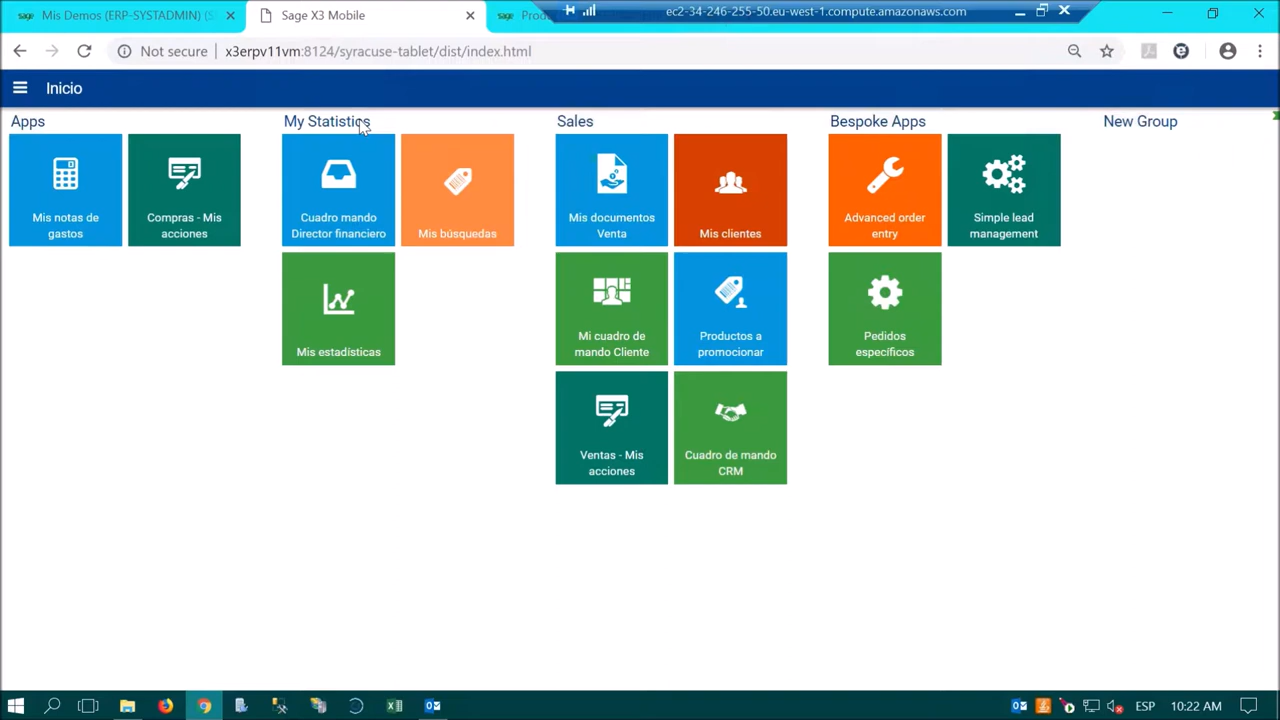 Mis Demos (ERP-SYSTADMIN) (S
Sage X3 Mobile
sage
ec2-34-246-255-50.eu-west-1.compute.amazonaws.com
Not secure
x3erpv11vm:8124/syracuse-tablet/dist/index.html
Inicio
Apps
My Statistics
Sales
Bespoke Apps
New Group
Mis notas de
gastos
Compras - Mis
acciones
Cuadro mando
Director financiero
Mis búsquedas
Mis documentos
Venta
Mis clientes
Advanced order
entry
Simple lead
management
Mis estadísticas
Mi cuadro de
mando Cliente
Productos a
promocionar
Pedidos
específicos
Ventas - Mis
acciones
Cuadro de mando
CRM
ESP
10:22 AM